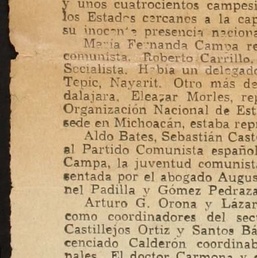 y unos cuatrocientos campesi
los Estados cercanos a la cap
su inocente presencia naciona
María Fernanda Campa re
comunista. Roberto Carrillo,
Socialista. Había un delegado
Tepic, Nayarit. Otro más de
dalajara. Eleazar Morles, rep
Organización Nacional de Est
sede en Michoacán, estaba repr
Aldo Bates, Sebastián Casta
al Partido Comunista español
Campa, la juventud comunist
sentada por el abogado Augus
nel Padilla y Gómez Pedraza
Arturo G. Orona y Lázar
como coordinadores del sec
Castillejos Ortiz y Santos Bá
cenciado Calderón coordinab
nales. El doctor Carmona y